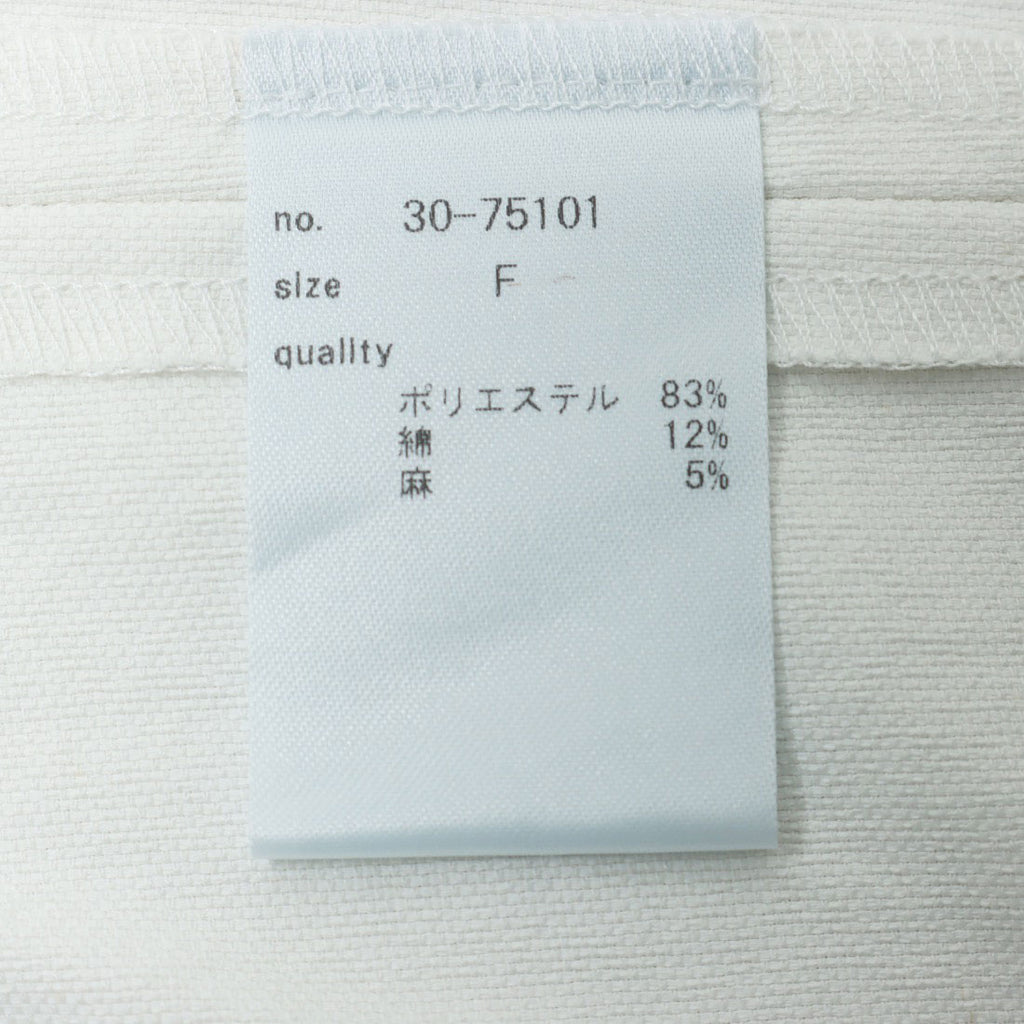 no. 30-75101
size F
quality
ポリエステル 83%
綿 12%
麻 5%